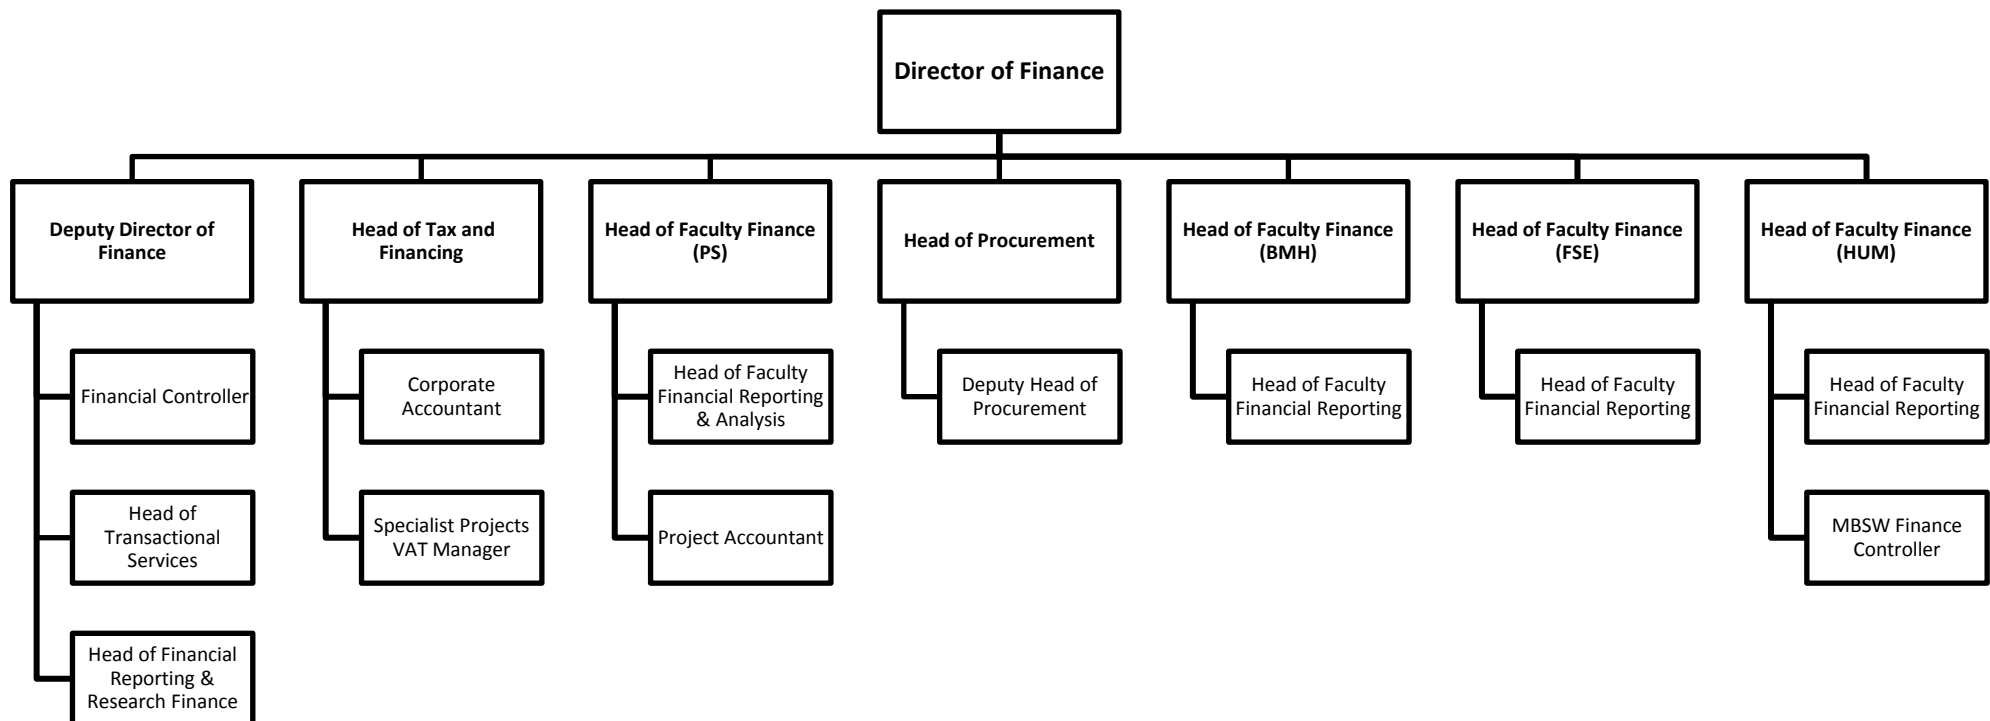 Director of Finance
Deputy Director of
Finance
Head of Tax and
Financing
Head of Faculty Finance
(PS)
Head of Procurement
Head of Faculty Finance
(BMH)
Head of Faculty Finance
(FSE)
Head of Faculty Finance
(HUM)
Financial Controller
Corporate
Accountant
Head of Faculty
Financial Reporting
& Analysis
Deputy Head of
Procurement
Head of Faculty
Financial Reporting
Head of Faculty
Financial Reporting
Head of Faculty
Financial Reporting
Head of
Transactional
Services
Specialist Projects
VAT Manager
Project Accountant
MBSW Finance
Controller
Head of Financial
Reporting &
Research Finance